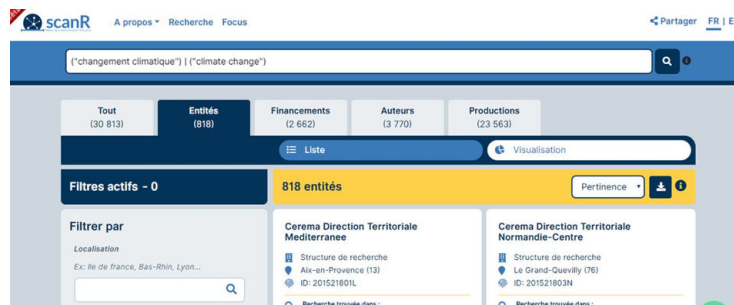 scanR
A propos Recherche Focus
Partager FR | E
("changement climatique") | ("climate change")
Tout Entités Financements Auteurs Productions
(30 813) (818) (2 662) (3 770) (23 563)
Liste Visualisation
Filtres actifs - 0
818 entités
Pertinence
Filtrer par
Localisation
Ex: Ile de france, Bas-Rhin, Lyon...
Cerema Direction Territoriale
Mediterranee
Structure de recherche
Aix-en-Provence (13)
ID: 201521801L
Recherche trouvée dans :
Cerema Direction Territoriale
Normandie-Centre
Structure de recherche
Le Grand-Quevilly (76)
ID: 201521803N
Recherche trouvée dans :